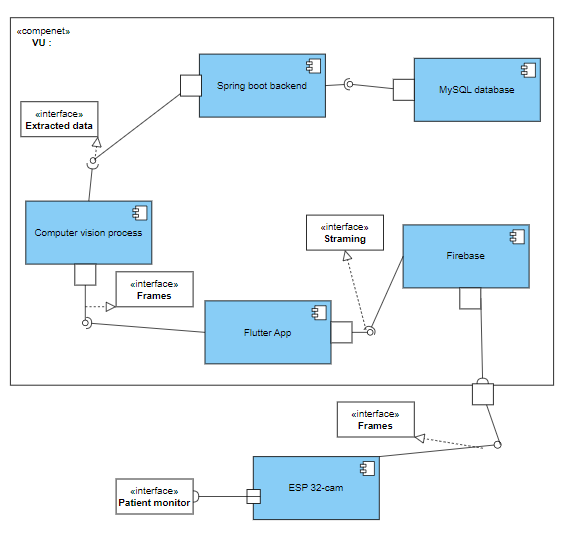 «compenet»
VU :
Spring boot backend
MySQL database
«interface»
Extracted data
Computer vision process
«interface»
Straming
Firebase
«interface»
Frames
Flutter App
«interface»
Frames
ESP 32-cam
«interface»
Patient monitor